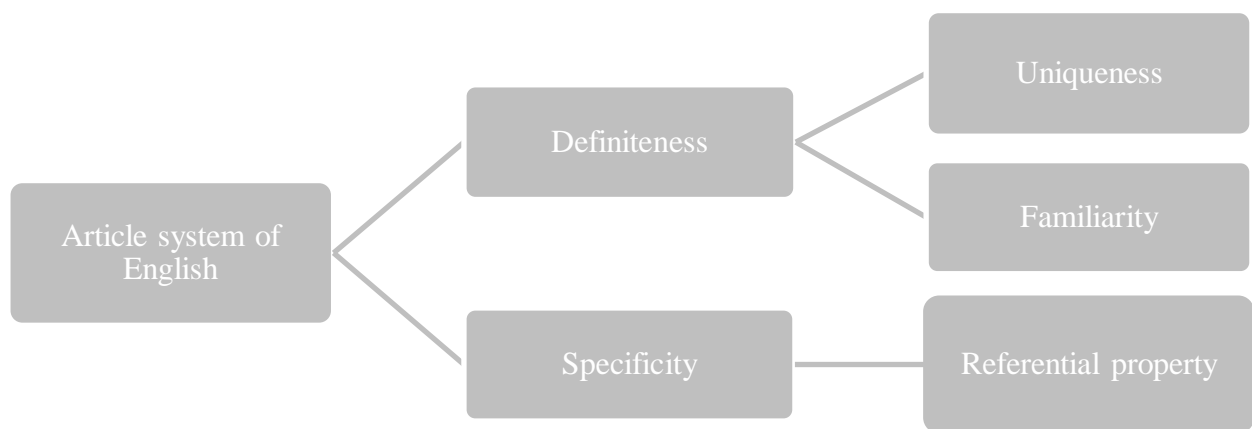 Article system of
English
Definiteness
Specificity
Uniqueness
Familiarity
Referential property